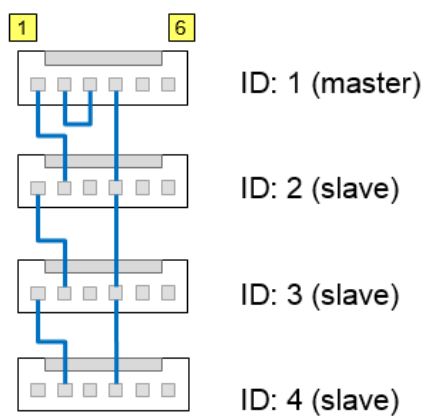 1 6
ID: 1 (master)
ID: 2 (slave)
ID: 3 (slave)
ID: 4 (slave)